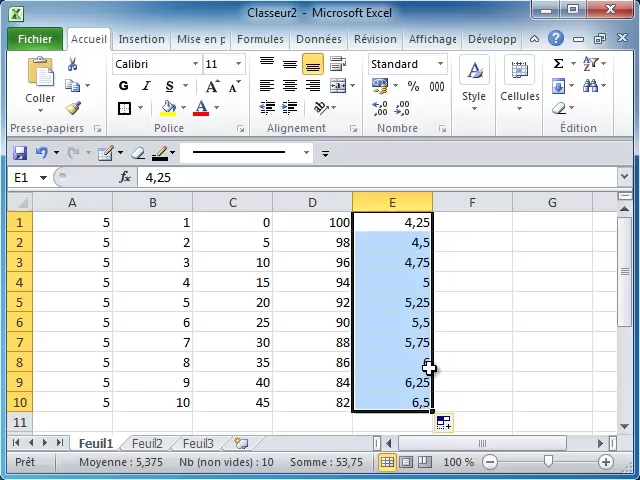 Classeur2 - Microsoft Excel
Fichier Accueil Insertion Mise en p Formules Données Révision Affichage Développ
Coller
Calibri 11
G I S
A A
A
Standard
% 000
Style
Cellules
Σ
Presse-papiers Police Alignement Nombre Édition
E1 fx 4,25
A B C D E F G
1 5 1 0 100 4,25
2 5 2 5 98 4,5
3 5 3 10 96 4,75
4 5 4 15 94 5
5 5 5 20 92 5,25
6 5 6 25 90 5,5
7 5 7 30 88 5,75
8 5 8 35 86
9 5 9 40 84 6,25
10 5 10 45 82 6,5
11
Feuil1 Feuil2 Feuil3
Prêt Moyenne : 5,375 Nb (non vides) : 10 Somme : 53,75 100 %